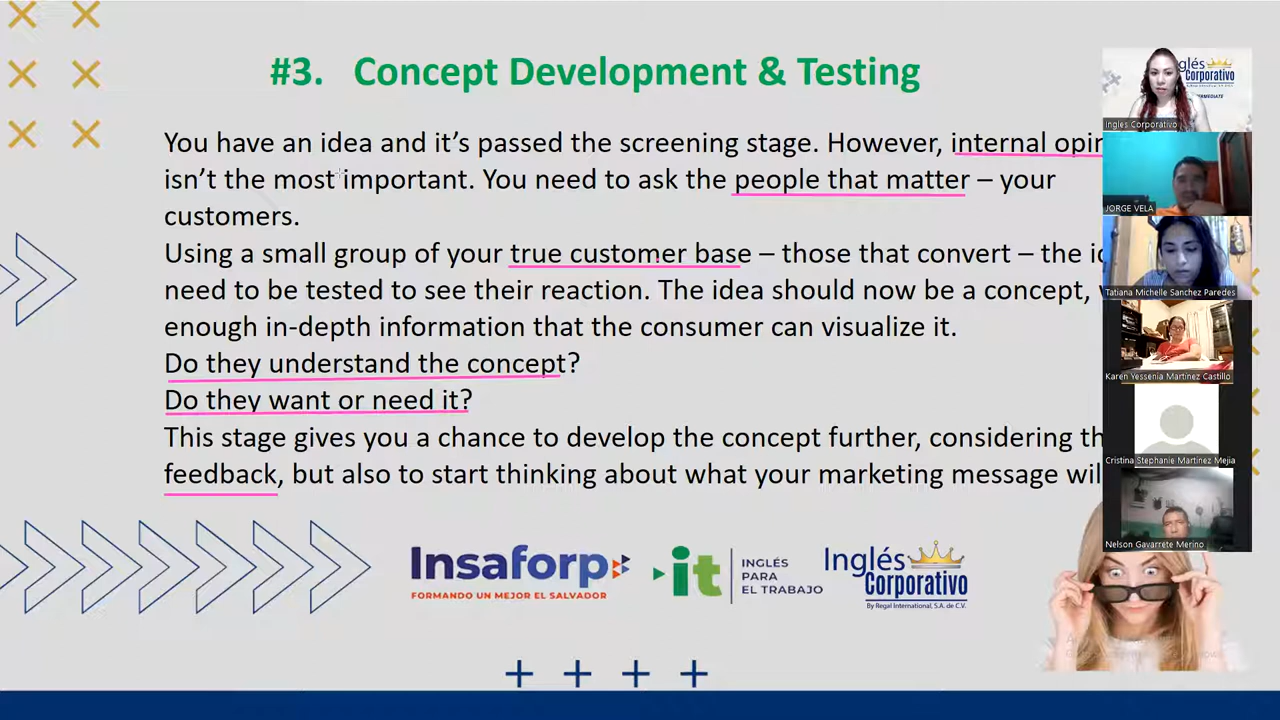 #3. Concept Development & Testing
You have an idea and it's passed the screening stage. However, internal
isn't the most important. You need to ask the people that matter – your
customers.
Using a small group of your true customer base – those that convert – the
need to be tested to see their reaction. The idea should now be a concept,
enough in-depth information that the consumer can visualize it.
Do they understand the concept?
Do they want or need it?
This stage gives you a chance to develop the concept further, considering
feedback, but also to start thinking about what your marketing message
Insaforp
FORMANDO UN MEJOR EL SALVADOR
it
INGLÉS
PARA
EL TRABAJO
Inglés
Corporativo
By Regal International, S.A. de C.V.
Corporativo
Inglés Corporativo
JORGE VELA
Tatiana Michelle Sanchez Paredes
Karen Yessenia Martinez Castillo
Cristina Stephanie Martinez Mejia
Nelson Gavarrete Merino